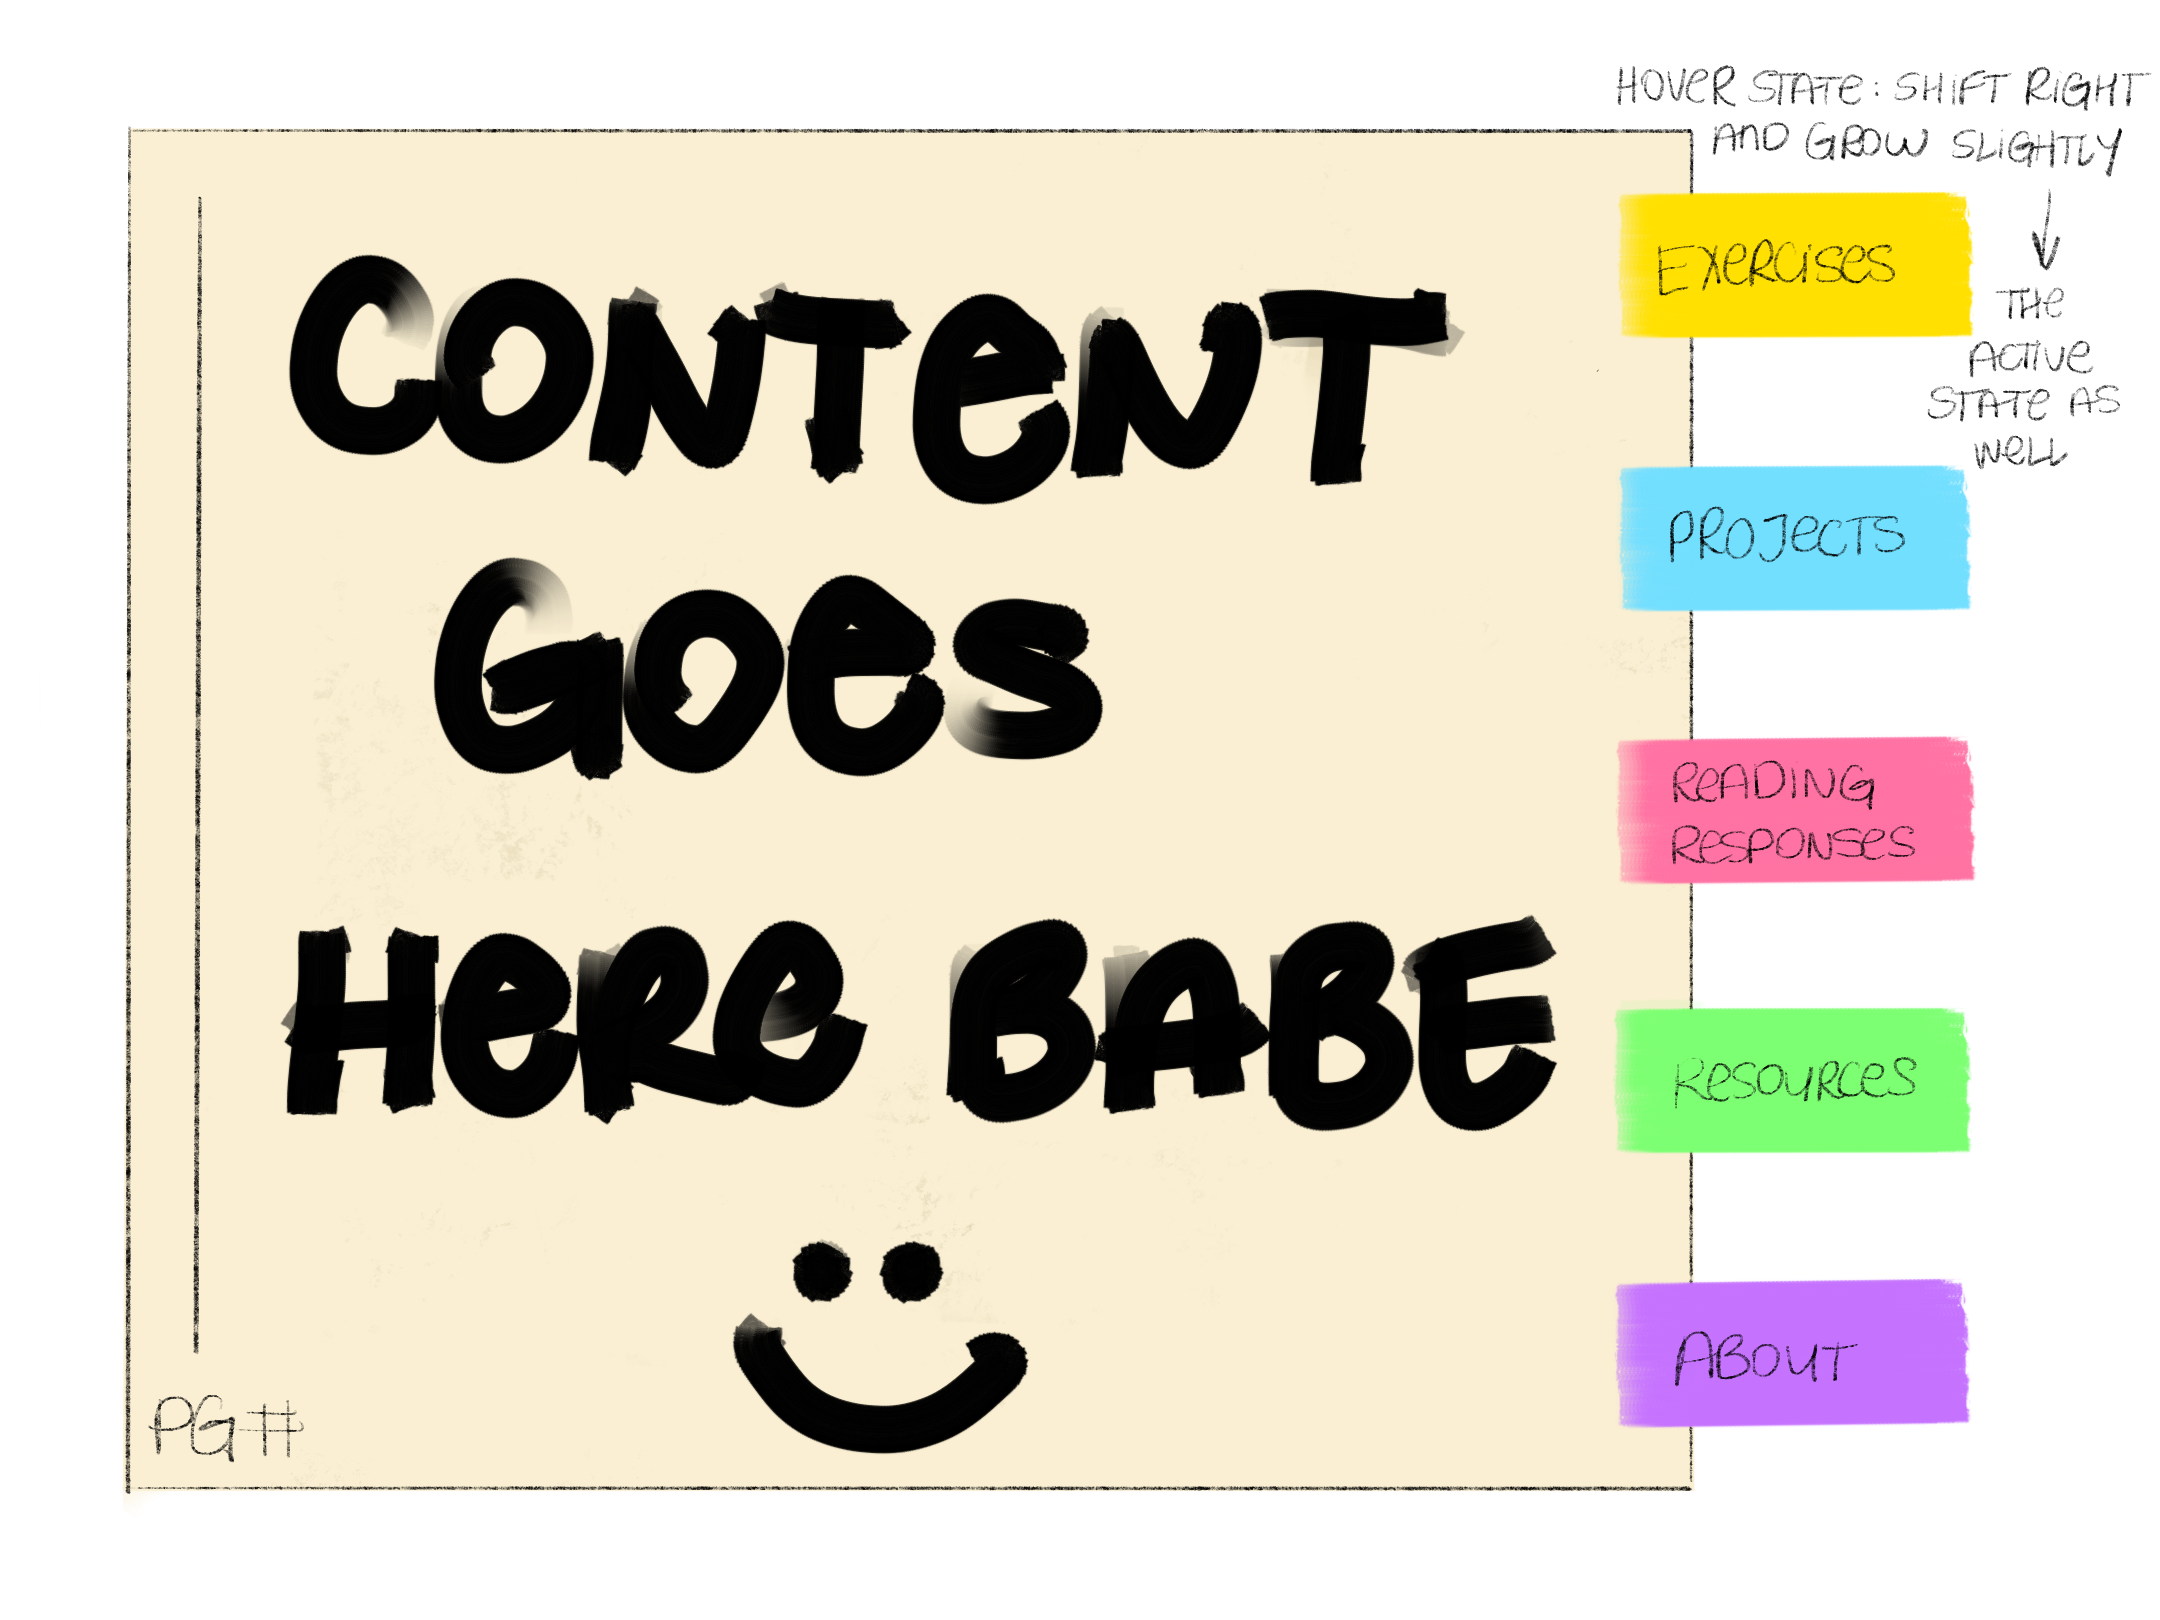 HOVER STATE: SHIFT RIGHT
AND GROW SLIGHTLY
THE
ACTIVE
STATE AS
WELL
CONTENT
GOES
HERE BABE
PG #
EXERCISES
PROJECTS
READING
RESPONSES
RESOURCES
ABOUT